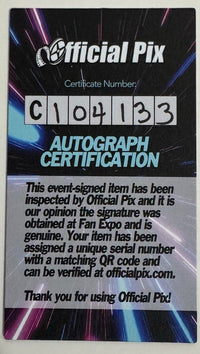 Official Pix
Certificate Number:
C104133
AUTOGRAPH
CERTIFICATION
This event-signed item has been
inspected by Official Pix and it is
our opinion the signature was
obtained at Fan Expo and is
genuine. Your item has been
assigned a unique serial number
with a matching QR code and
can be verified at officialpix.com.
Thank you for using Official Pix!